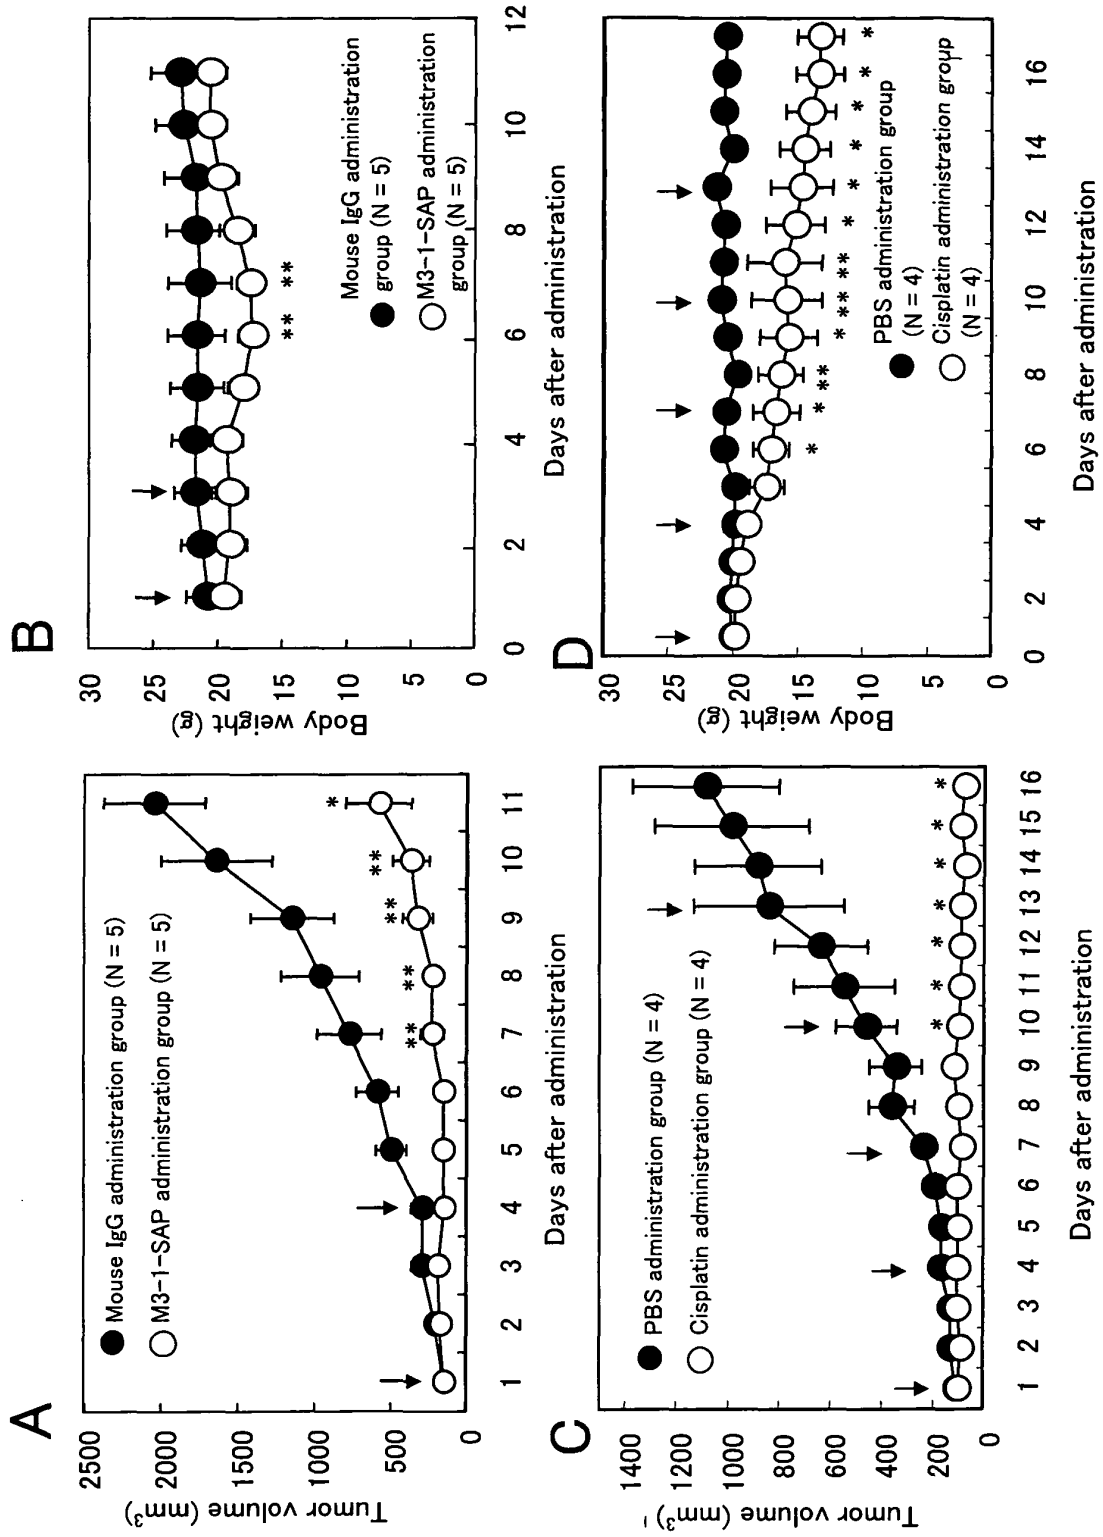 A
Tumor volume (mm³)
2500
2000
1500
1000
500
0
● Mouse IgG administration group (N = 5)
○ M3-1-SAP administration group (N = 5)
** ** ** ** *
1 2 3 4 5 6 7 8 9 10 11
Days after administration
B
Body weight (g)
30
25
20
15
10
5
0
** **
Mouse IgG administration
● group (N = 5)
○ M3-1-SAP administration
group (N = 5)
0 2 4 6 8 10 12
Days after administration
C
Tumor volume (mm³)
1400
1200
1000
800
600
400
200
0
● PBS administration group (N = 4)
○ Cisplatin administration group (N = 4)
* * * * * * *
1 2 3 4 5 6 7 8 9 10 11 12 13 14 15 16
Days after administration
D
Body weight (g)
30
25
20
15
10
5
0
* * ** * ** ** * * * * * *
● PBS administration group
(N = 4)
○ Cisplatin administration group
(N = 4)
0 2 4 6 8 10 12 14 16
Days after administration